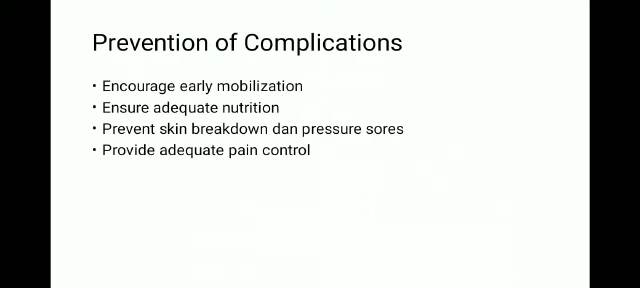 Prevention of Complications
• Encourage early mobilization
• Ensure adequate nutrition
• Prevent skin breakdown dan pressure sores
• Provide adequate pain control